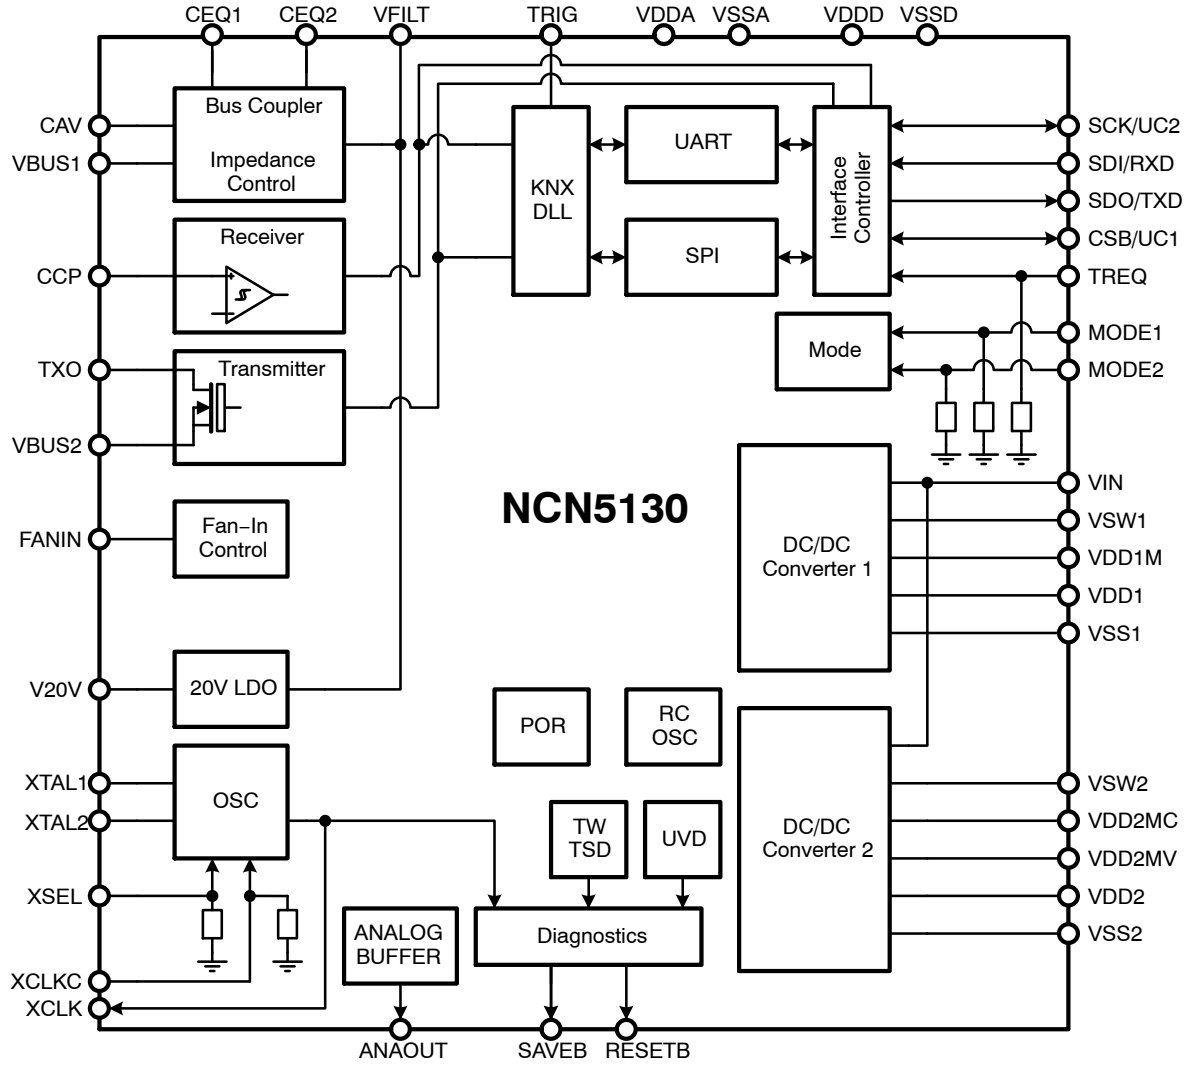 CEQ1
CEQ2
VFILT
TRIG
VDDA
VSSA
VDDD
VSSD
CAV
VBUS1
CCP
TXO
VBUS2
FANIN
V20V
XTAL1
XTAL2
XSEL
XCLKC
XCLK
Bus Coupler
Impedance
Control
Receiver
Transmitter
Fan−In
Control
20V LDO
OSC
KNX
DLL
UART
SPI
Interface
Controller
Mode
NCN5130
DC/DC
Converter 1
POR
RC
OSC
TW
TSD
UVD
DC/DC
Converter 2
ANALOG
BUFFER
Diagnostics
SCK/UC2
SDI/RXD
SDO/TXD
CSB/UC1
TREQ
MODE1
MODE2
VIN
VSW1
VDD1M
VDD1
VSS1
VSW2
VDD2MC
VDD2MV
VDD2
VSS2
ANAOUT
SAVEB
RESETB